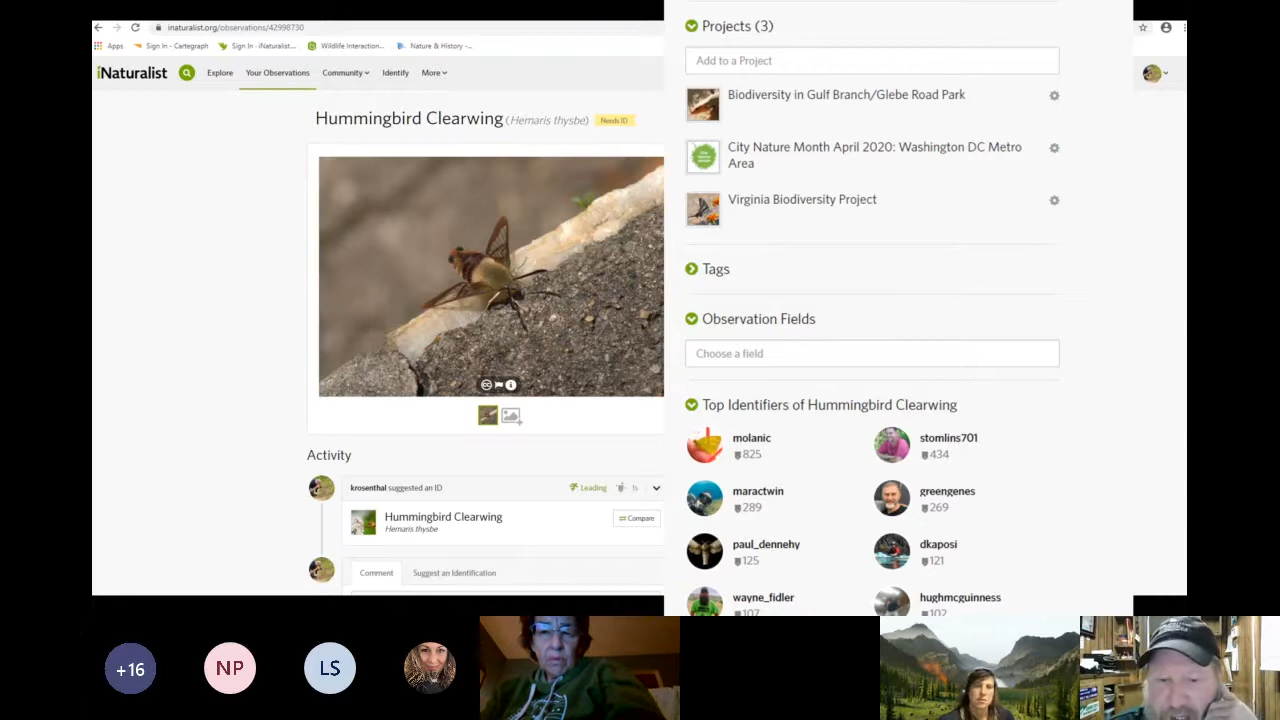 inaturalist.org/observations/42998730
Apps Sign In - Cartegraph Sign In - iNaturalist.... Wildlife Interaction... Nature & History -...
iNaturalist Explore Your Observations Community Identify More
Hummingbird Clearwing (Hemaris thysbe) Needs ID
Activity
krosenthal suggested an ID Leading 1s
Hummingbird Clearwing Compare
Hemaris thysbe
Comment Suggest an Identification
Projects (3)
Add to a Project
Biodiversity in Gulf Branch/Glebe Road Park
City Nature Month April 2020: Washington DC Metro
Area
Virginia Biodiversity Project
Tags
Observation Fields
Choose a field
Top Identifiers of Hummingbird Clearwing
molanic stomlins701
825 434
maractwin greengenes
289 269
paul_dennehy dkaposi
125 121
wayne_fidler hughmcguinness
107 102
+16 NP LS